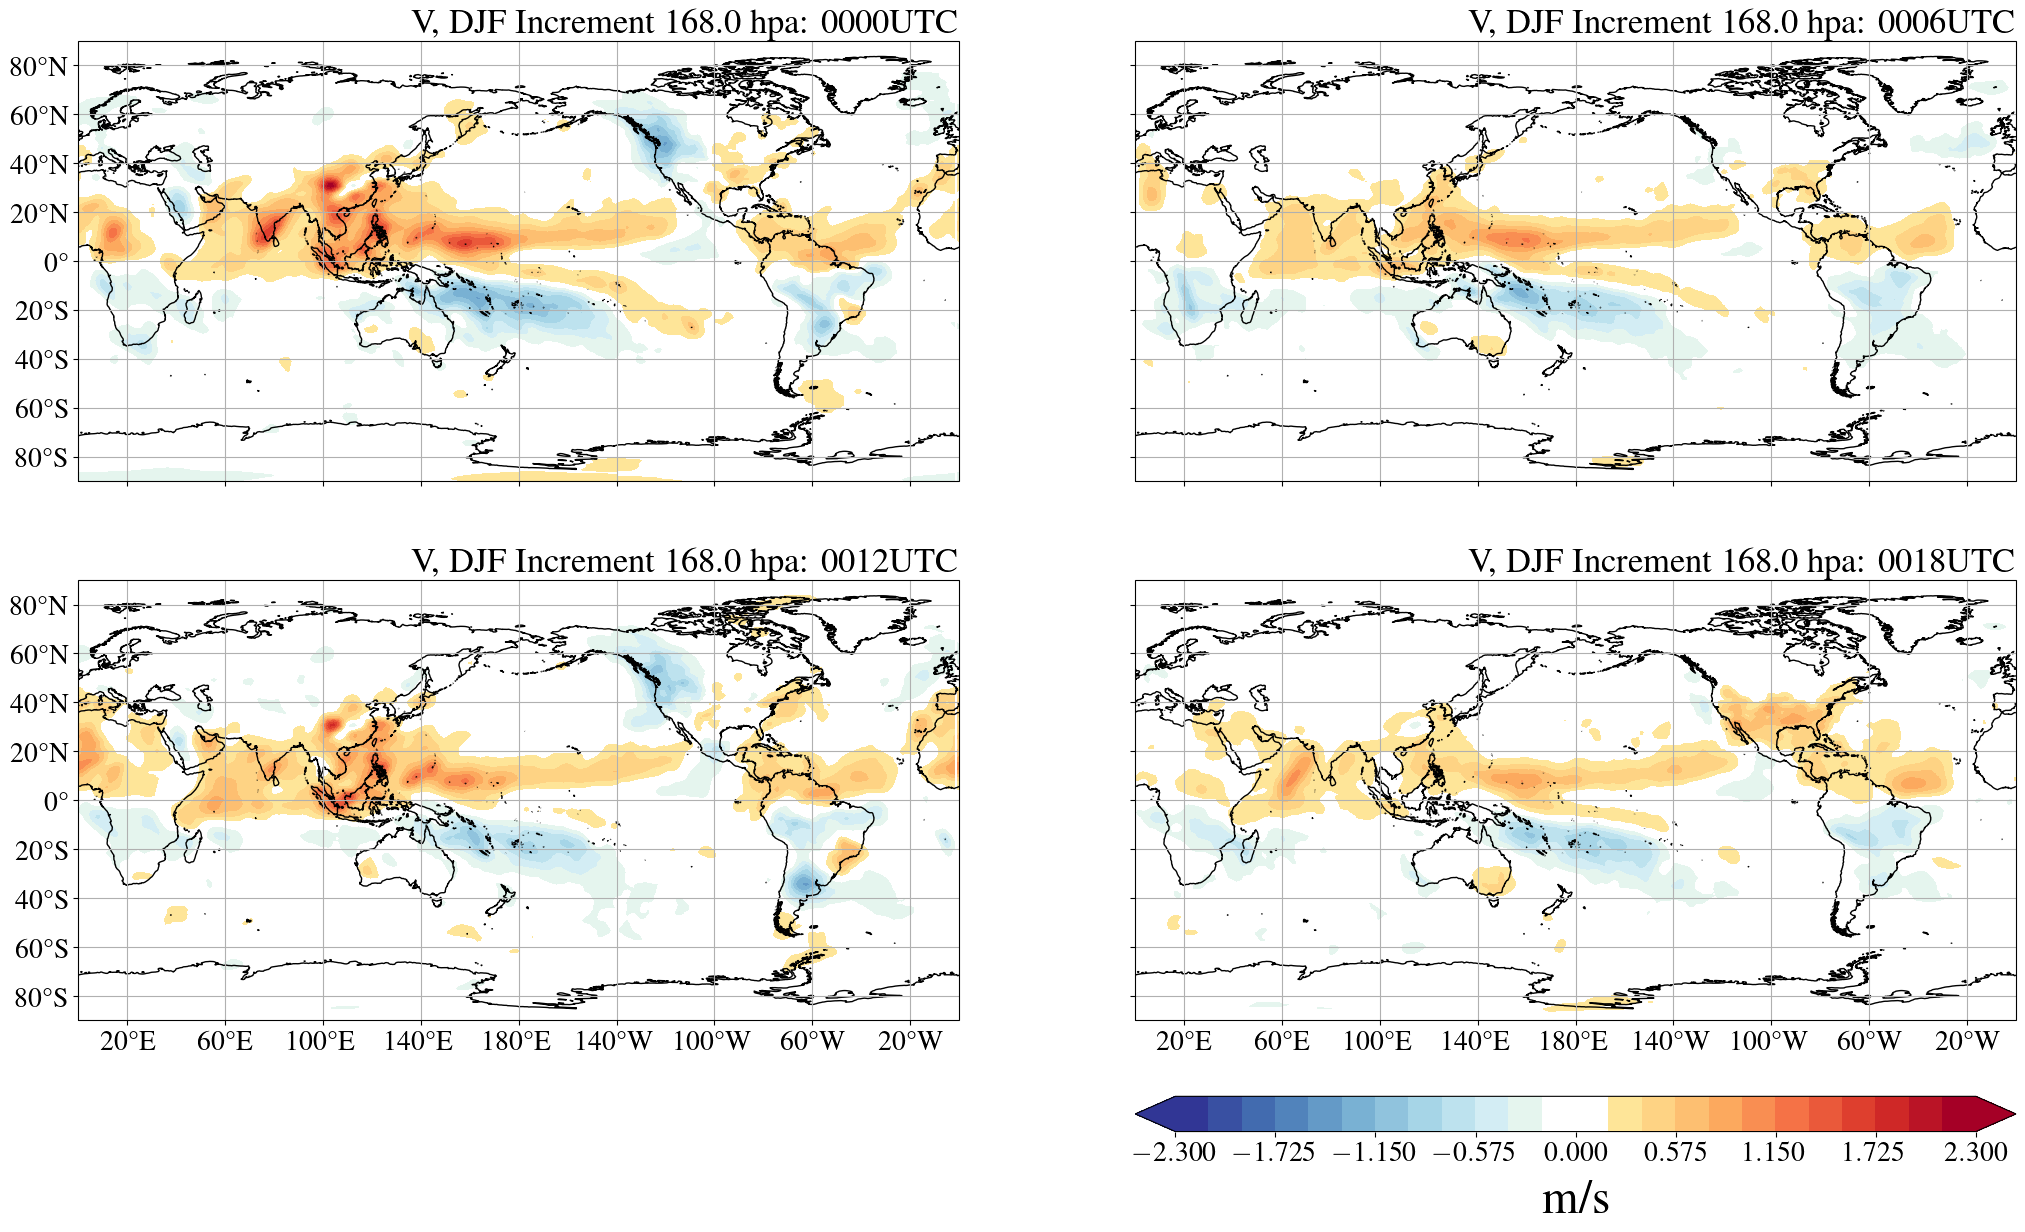 V, DJF Increment 168.0 hpa: 0000UTC
V, DJF Increment 168.0 hpa: 0006UTC
80°N
60°N
40°N
20°N
0°
20°S
40°S
60°S
80°S
V, DJF Increment 168.0 hpa: 0012UTC
V, DJF Increment 168.0 hpa: 0018UTC
80°N
60°N
40°N
20°N
0°
20°S
40°S
60°S
80°S
20°E 60°E 100°E 140°E 180°E 140°W 100°W 60°W 20°W
20°E 60°E 100°E 140°E 180°E 140°W 100°W 60°W 20°W
−2.300 −1.725 −1.150 −0.575 0.000 0.575 1.150 1.725 2.300
m/s